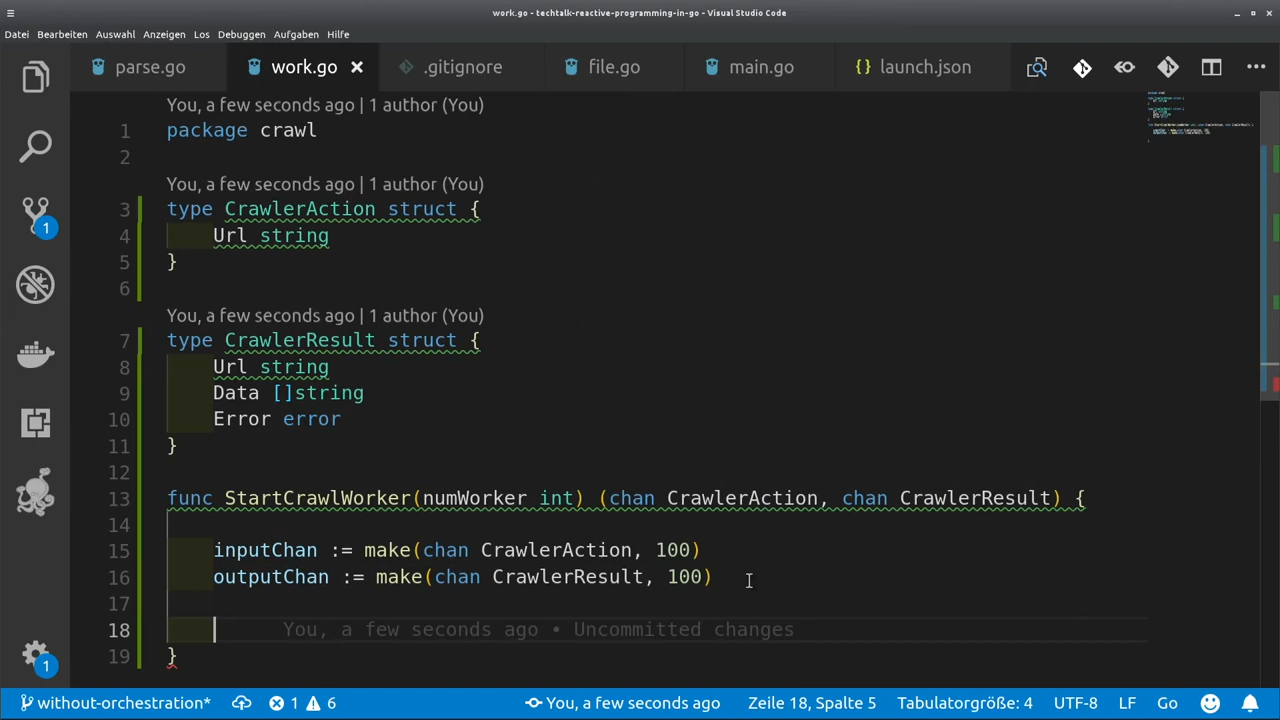 work.go - techtalk-reactive-programming-in-go - Visual Studio Code
Datei Bearbeiten Auswahl Anzeigen Los Debuggen Aufgaben Hilfe
parse.go work.go .gitignore file.go main.go {} launch.json
You, a few seconds ago | 1 author (You)
1 package crawl
2
You, a few seconds ago | 1 author (You)
3 type CrawlerAction struct {
4 Url string
5 }
6
You, a few seconds ago | 1 author (You)
7 type CrawlerResult struct {
8 Url string
9 Data []string
10 Error error
11 }
12
13 func StartCrawlWorker(numWorker int) (chan CrawlerAction, chan CrawlerResult) {
14
15 inputChan := make(chan CrawlerAction, 100)
16 outputChan := make(chan CrawlerResult, 100)
17
18 You, a few seconds ago • Uncommitted changes
19 }
1
1
without-orchestration* 1 6 You, a few seconds ago Zeile 18, Spalte 5 Tabulatorgröße: 4 UTF-8 LF Go